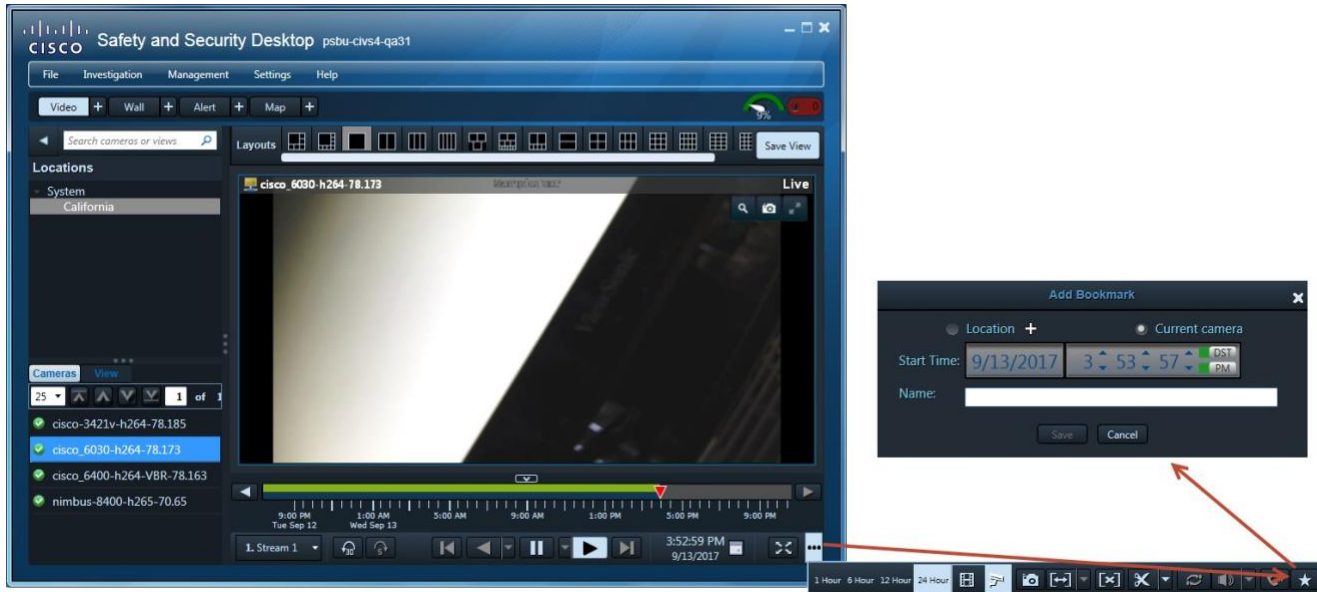 CISCO Safety and Security Desktop psbu-civs4-qa31
File Investigation Management Settings Help
Video + Wall + Alert + Map +
9% 0
Search cameras or views
Layouts
Save View
Locations
System
California
cisco_6030-h264-78.173
Live
Cameras View
25 1 of 1
cisco-3421v-h264-78.185
cisco_6030-h264-78.173
cisco_6400-h264-VBR-78.163
nimbus-8400-h265-70.65
9:00 PM 1:00 AM 5:00 AM 9:00 AM 1:00 PM 5:00 PM 9:00 PM
Tue Sep 12 Wed Sep 13
1. Stream 1 30 5 3:52:59 PM
9/13/2017
Add Bookmark
Location + Current camera
Start Time: 9/13/2017 3 53 57 DST
PM
Name:
Save Cancel
1 Hour 6 Hour 12 Hour 24 Hour